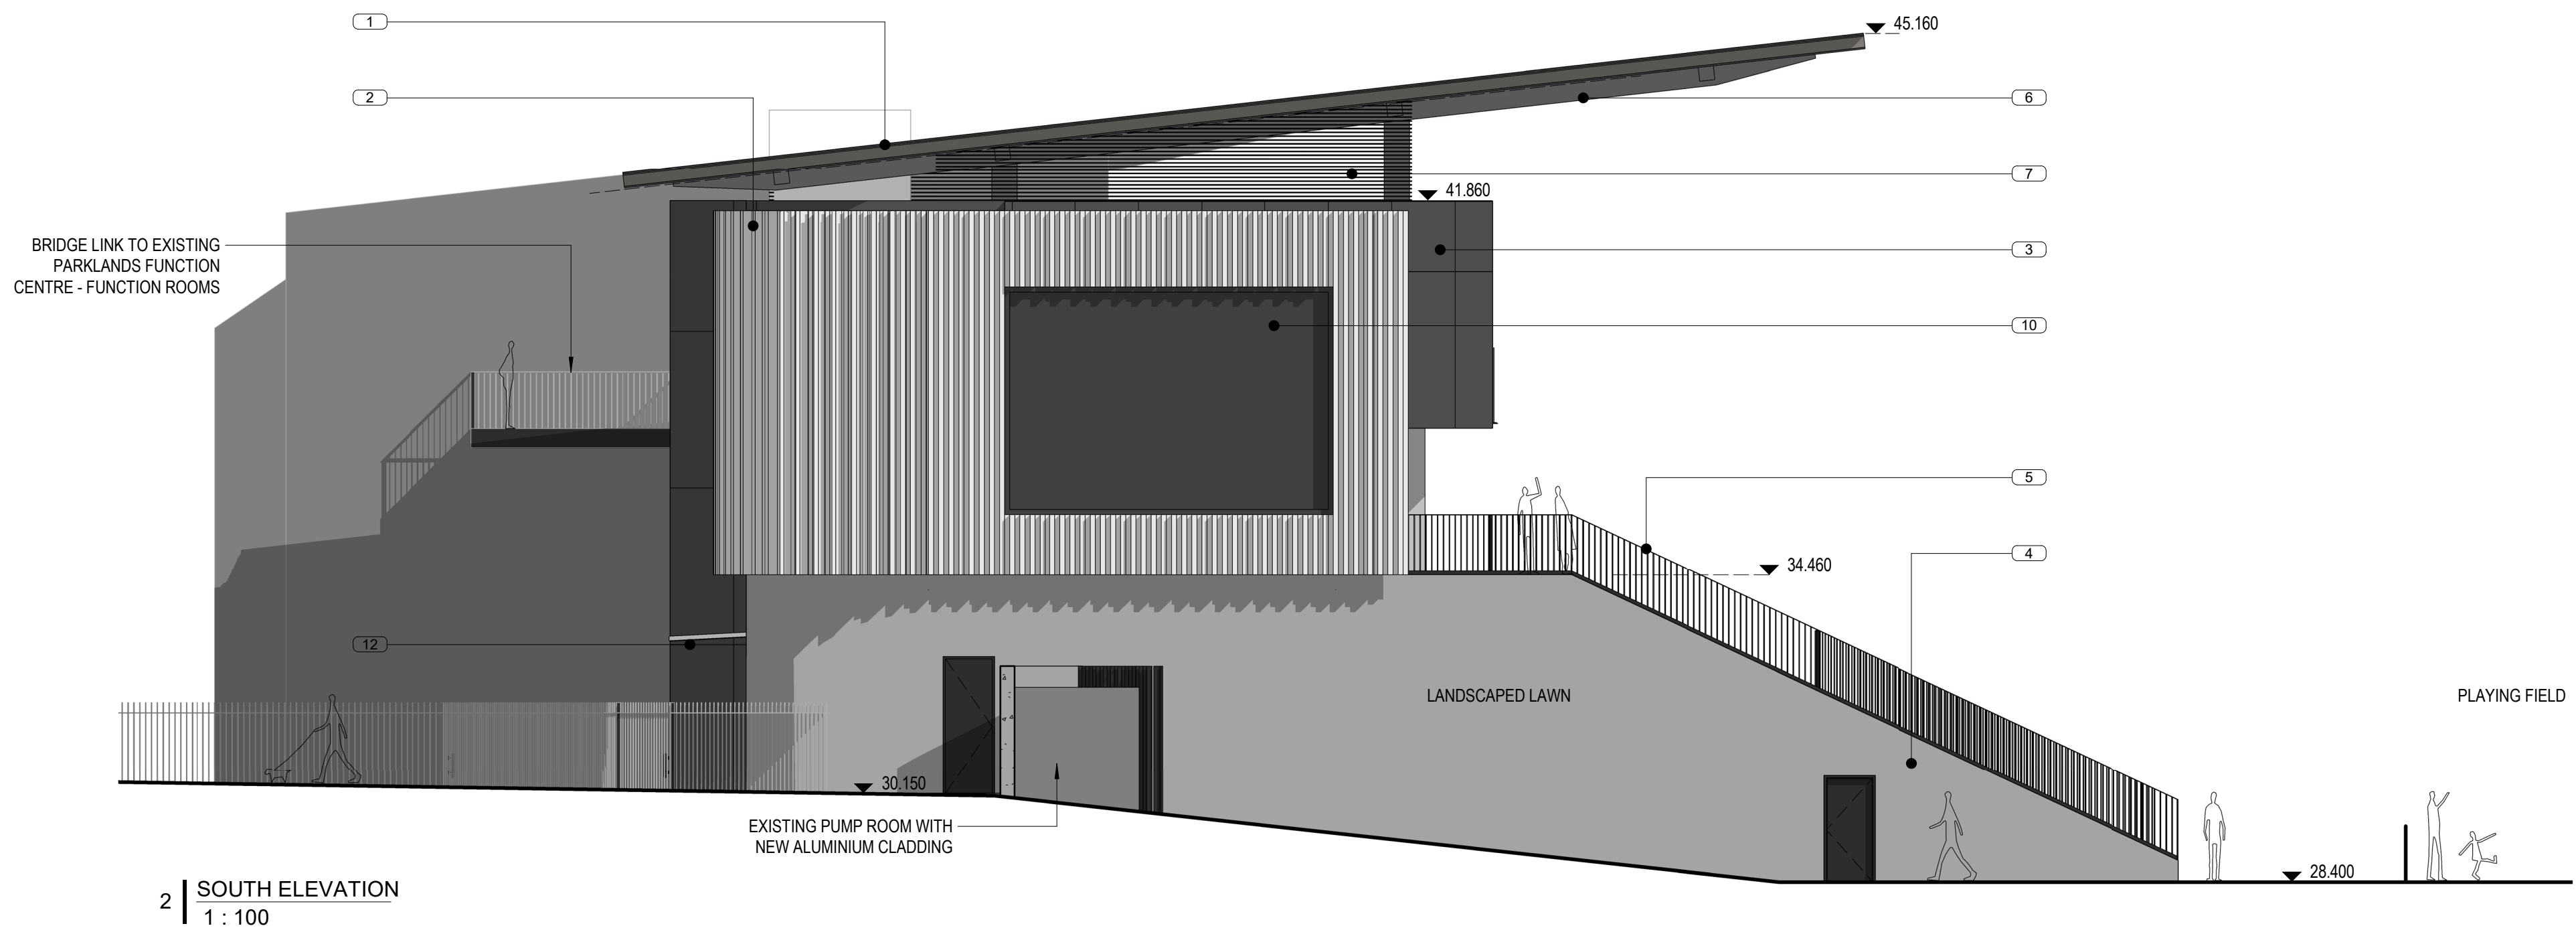 1
45.160
2
6
7
41.860
BRIDGE LINK TO EXISTING
PARKLANDS FUNCTION
CENTRE - FUNCTION ROOMS
3
10
5
4
34.460
12
LANDSCAPED LAWN
PLAYING FIELD
30.150
EXISTING PUMP ROOM WITH
NEW ALUMINIUM CLADDING
28.400
2
SOUTH ELEVATION
1 : 100